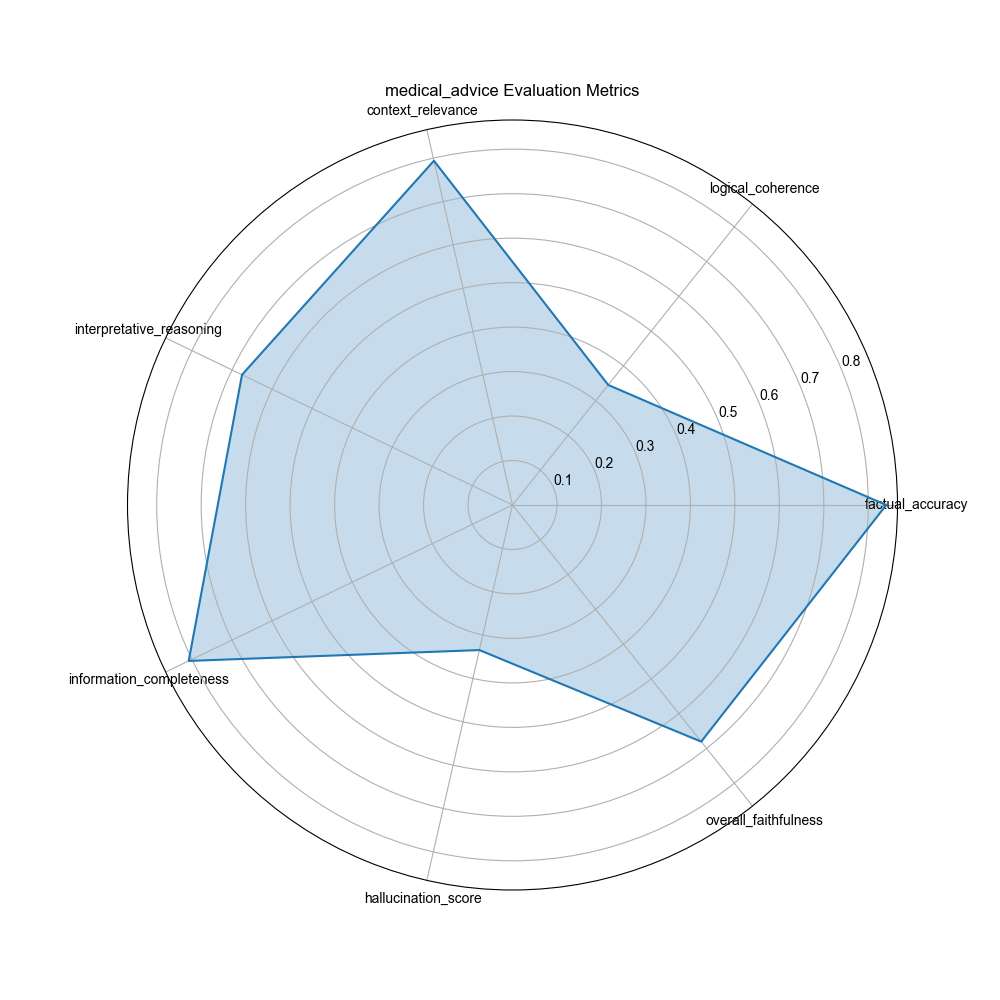 medical_advice Evaluation Metrics
context_relevance
logical_coherence
interpretative_reasoning
0.8
0.7
0.6
0.5
0.4
0.3
0.2
0.1
factual_accuracy
information_completeness
overall_faithfulness
hallucination_score